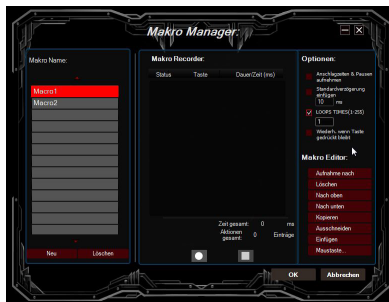 Makro Manager:
Makro Name:
Macro1
Macro2
Neu
Löschen
Makro Recorder:
Status Taste Dauer/Zeit (ms)
Zeit gesamt: 0 ms
Aktionen gesamt: 0 Einträge
Optionen:
Anschlagszeiten & Pausen
aufnehmen
Standardverzögerung
einfügen
10 ms
LOOPS TIMES(1-255)
1
Wiederh. wenn Taste
gedrückt bleibt
Makro Editor:
Aufnahme nach
Löschen
Nach oben
Nach unten
Kopieren
Ausschneiden
Einfügen
Maustaste...
OK
Abbrechen